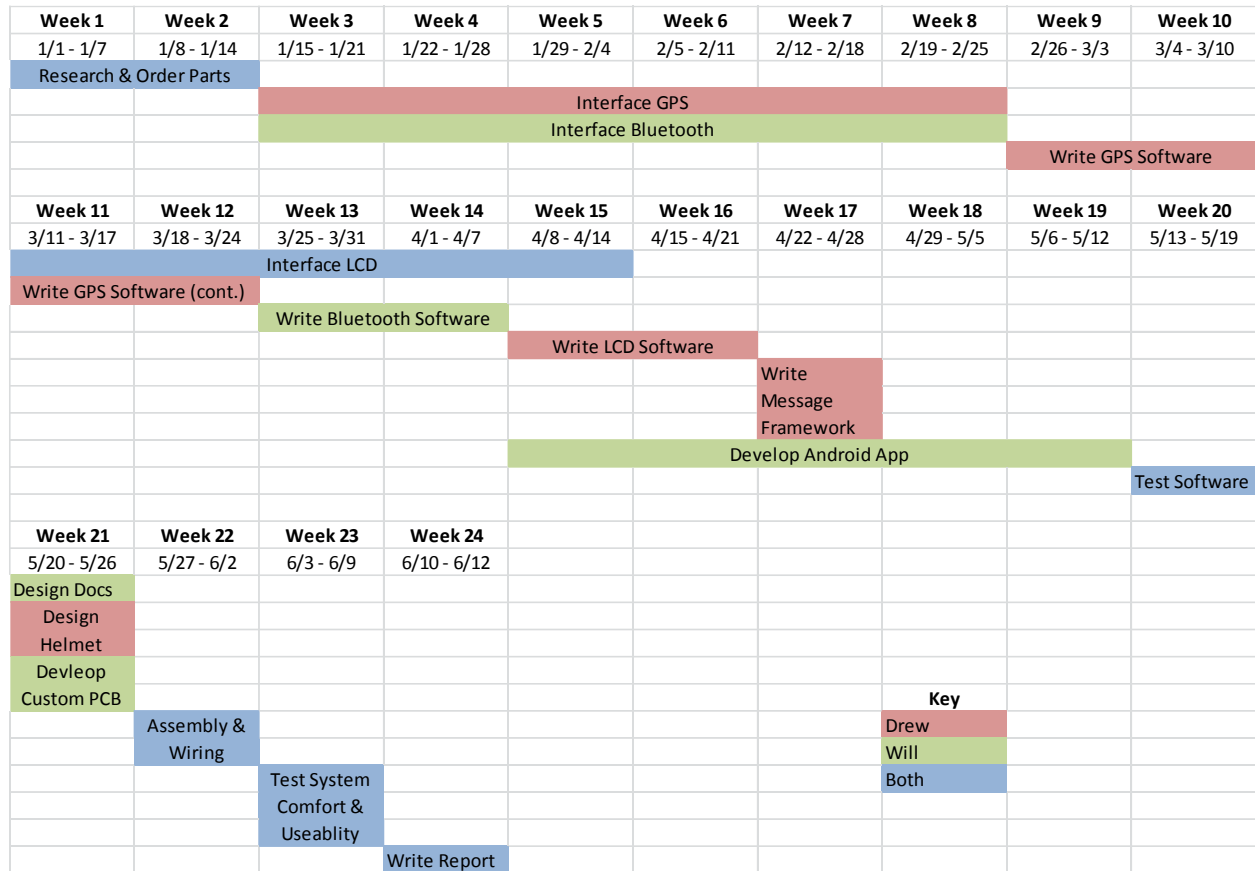 Week 1 Week 2 Week 3 Week 4 Week 5 Week 6 Week 7 Week 8 Week 9 Week 10
1/1 - 1/7 1/8 - 1/14 1/15 - 1/21 1/22 - 1/28 1/29 - 2/4 2/5 - 2/11 2/12 - 2/18 2/19 - 2/25 2/26 - 3/3 3/4 - 3/10
Research & Order Parts
Interface GPS
Interface Bluetooth
Write GPS Software
Week 11 Week 12 Week 13 Week 14 Week 15 Week 16 Week 17 Week 18 Week 19 Week 20
3/11 - 3/17 3/18 - 3/24 3/25 - 3/31 4/1 - 4/7 4/8 - 4/14 4/15 - 4/21 4/22 - 4/28 4/29 - 5/5 5/6 - 5/12 5/13 - 5/19
Interface LCD
Write GPS Software (cont.)
Write Bluetooth Software
Write LCD Software
Write
Message
Framework
Develop Android App
Test Software
Week 21 Week 22 Week 23 Week 24
5/20 - 5/26 5/27 - 6/2 6/3 - 6/9 6/10 - 6/12
Design Docs
Design
Helmet
Devleop
Custom PCB
Key
Assembly & Drew
Wiring Will
Test System Both
Comfort &
Useablity
Write Report